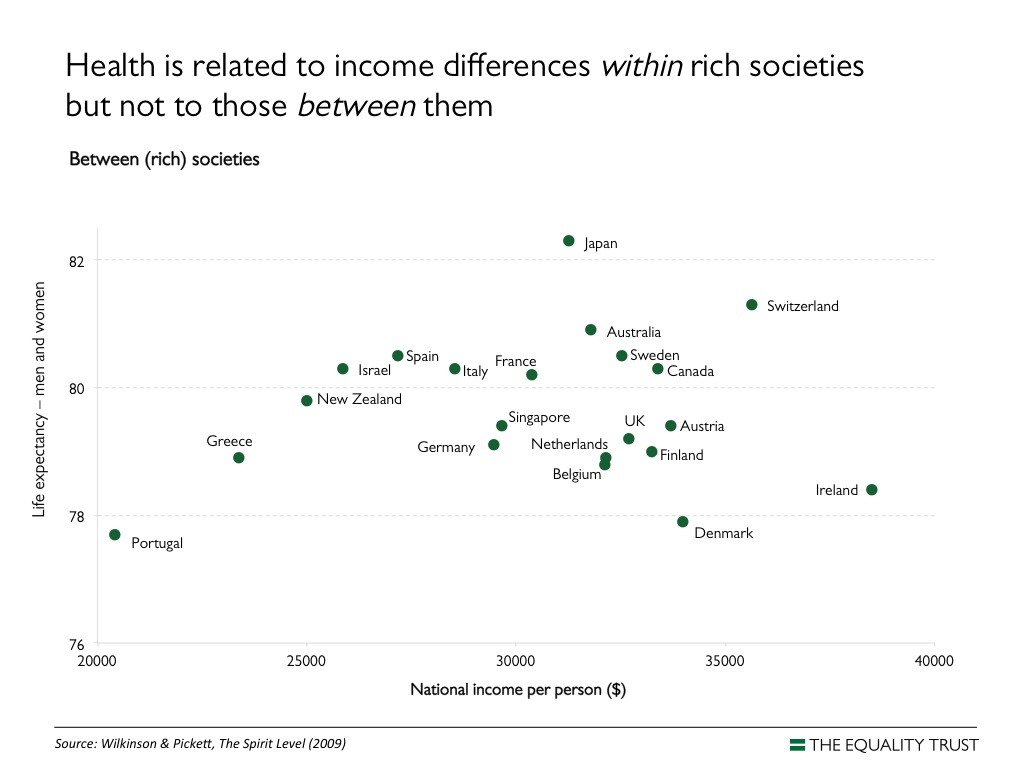 Health is related to income differences within rich societies
but not to those between them
Between (rich) societies
Life expectancy – men and women
82
80
78
76
Japan
Switzerland
Australia
Sweden
Spain
France
Israel
Italy
Canada
New Zealand
Singapore
UK
Austria
Greece
Germany
Netherlands
Finland
Belgium
Ireland
Denmark
Portugal
20000
25000
30000
35000
40000
National income per person ($)
Source: Wilkinson & Pickett, The Spirit Level (2009)
THE EQUALITY TRUST